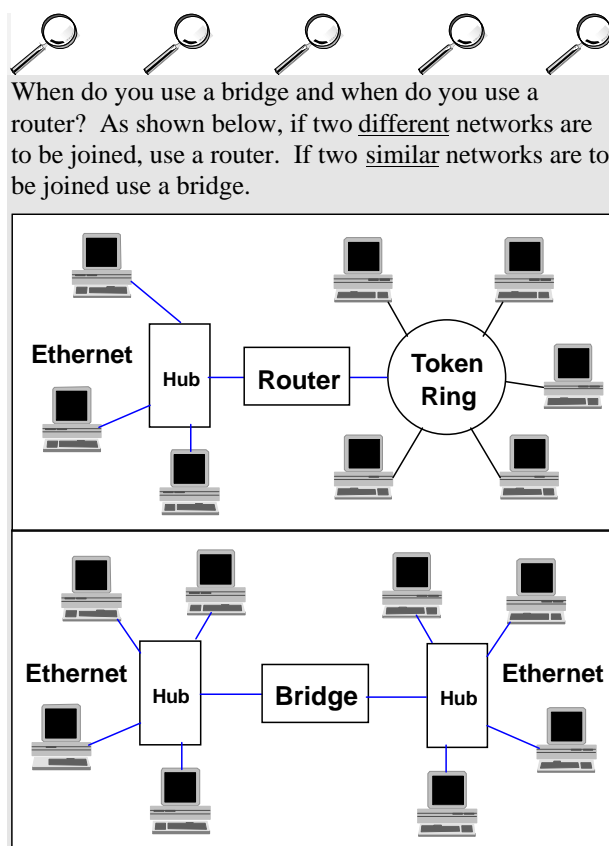 When do you use a bridge and when do you use a
router? As shown below, if two different networks are
to be joined, use a router. If two similar networks are to
be joined use a bridge.
Ethernet
Hub
Router
Token
Ring
Ethernet
Hub
Bridge
Hub
Ethernet